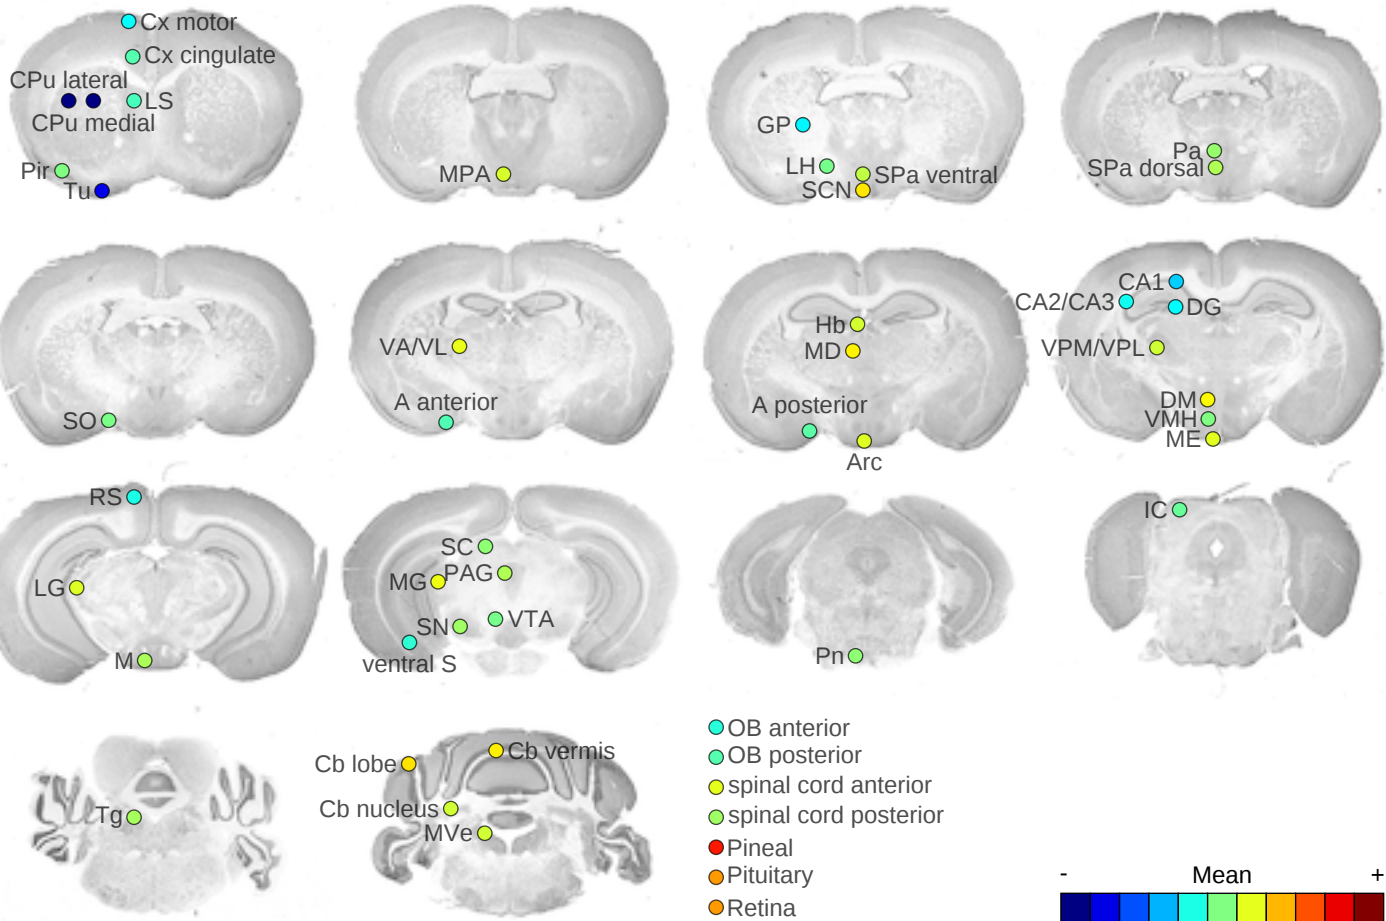 Cx motor
Cx cingulate
CPu lateral
LS
CPu medial
Pir
Tu
MPA
GP
LH
SPa ventral
SCN
Pa
SPa dorsal
SO
VA/VL
A anterior
Hb
MD
A posterior
Arc
CA1
CA2/CA3
DG
VPM/VPL
DM
VMH
ME
RS
LG
M
SC
MG
PAG
SN
VTA
ventral S
Pn
IC
Tg
Cb lobe
Cb vermis
Cb nucleus
MVe
OB anterior
OB posterior
spinal cord anterior
spinal cord posterior
Pineal
Pituitary
Retina
- Mean +